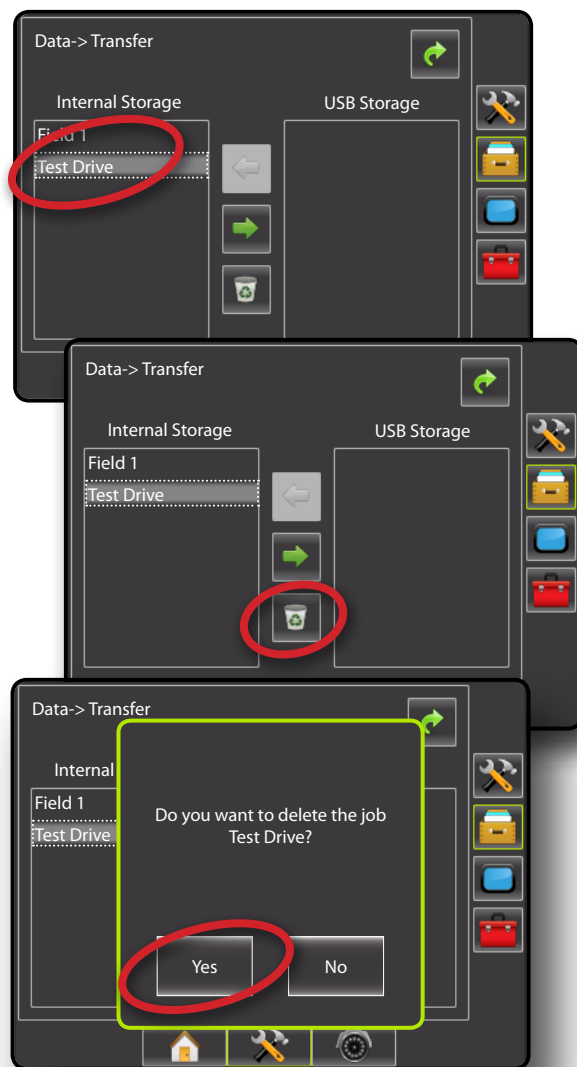 Data-> Transfer
Internal Storage
USB Storage
Field 1
Test Drive
Data-> Transfer
Internal Storage
USB Storage
Field 1
Test Drive
Data-> Transfer
Internal
Field 1
Test Drive
Do you want to delete the job
Test Drive?
Yes
No